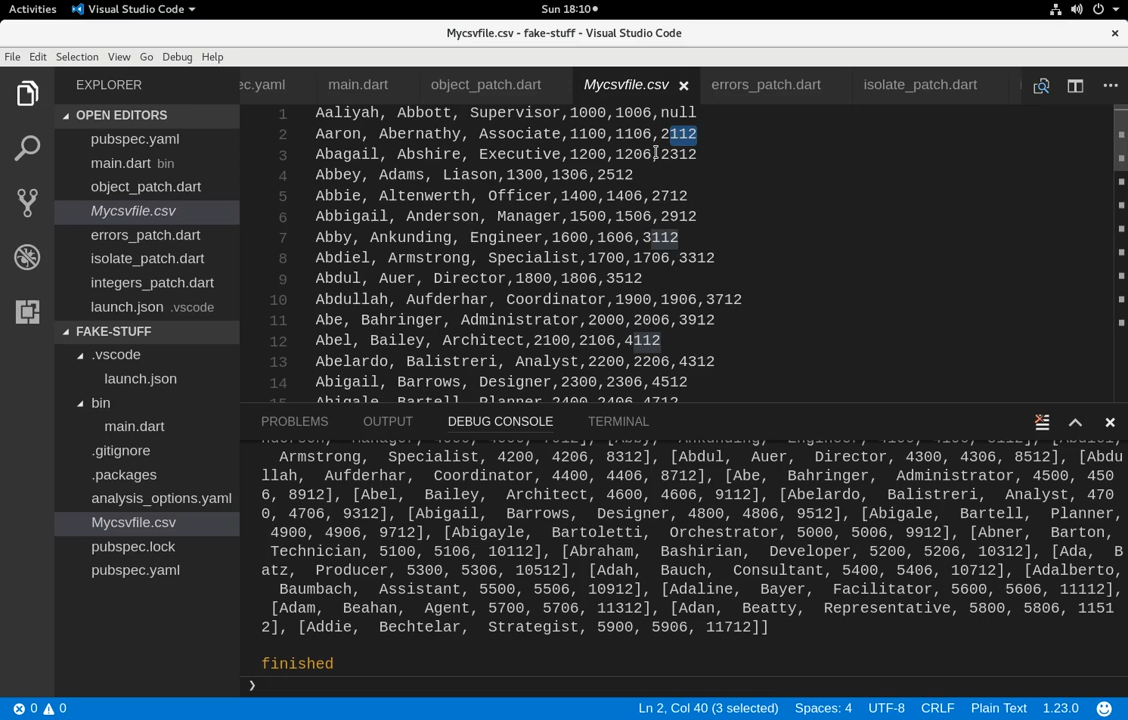 Activities Visual Studio Code Sun 18:10
Mycsvfile.csv - fake-stuff - Visual Studio Code
File Edit Selection View Go Debug Help
EXPLORER
OPEN EDITORS
pubspec.yaml
main.dart bin
object_patch.dart
Mycsvfile.csv
errors_patch.dart
isolate_patch.dart
integers_patch.dart
launch.json .vscode
FAKE-STUFF
.vscode
launch.json
bin
main.dart
.gitignore
.packages
analysis_options.yaml
Mycsvfile.csv
pubspec.lock
pubspec.yaml
ec.yaml main.dart object_patch.dart Mycsvfile.csv errors_patch.dart isolate_patch.dart
1 Aaliyah, Abbott, Supervisor,1000,1006,null
2 Aaron, Abernathy, Associate,1100,1106,2112
3 Abagail, Abshire, Executive,1200,1206,2312
4 Abbey, Adams, Liason,1300,1306,2512
5 Abbie, Altenwerth, Officer,1400,1406,2712
6 Abbigail, Anderson, Manager,1500,1506,2912
7 Abby, Ankunding, Engineer,1600,1606,3112
8 Abdiel, Armstrong, Specialist,1700,1706,3312
9 Abdul, Auer, Director,1800,1806,3512
10 Abdullah, Aufderhar, Coordinator,1900,1906,3712
11 Abe, Bahringer, Administrator,2000,2006,3912
12 Abel, Bailey, Architect,2100,2106,4112
13 Abelardo, Balistreri, Analyst,2200,2206,4312
14 Abigail, Barrows, Designer,2300,2306,4512
15 Abigale, Bartell, Planner,2400,2406,4712
PROBLEMS OUTPUT DEBUG CONSOLE TERMINAL
Armstrong, Specialist, 4200, 4206, 8312], [Abdul, Auer, Director, 4300, 4306, 8512], [Abdu
llah, Aufderhar, Coordinator, 4400, 4406, 8712], [Abe, Bahringer, Administrator, 4500, 450
6, 8912], [Abel, Bailey, Architect, 4600, 4606, 9112], [Abelardo, Balistreri, Analyst, 470
0, 4706, 9312], [Abigail, Barrows, Designer, 4800, 4806, 9512], [Abigale, Bartell, Planner,
4900, 4906, 9712], [Abigayle, Bartoletti, Orchestrator, 5000, 5006, 9912], [Abner, Barton,
Technician, 5100, 5106, 10112], [Abraham, Bashirian, Developer, 5200, 5206, 10312], [Ada, B
atz, Producer, 5300, 5306, 10512], [Adah, Bauch, Consultant, 5400, 5406, 10712], [Adalberto,
Baumbach, Assistant, 5500, 5506, 10912], [Adaline, Bayer, Facilitator, 5600, 5606, 11112],
[Adam, Beahan, Agent, 5700, 5706, 11312], [Adan, Beatty, Representative, 5800, 5806, 1151
2], [Addie, Bechtelar, Strategist, 5900, 5906, 11712]]
finished
❯
0 0 Ln 2, Col 40 (3 selected) Spaces: 4 UTF-8 CRLF Plain Text 1.23.0